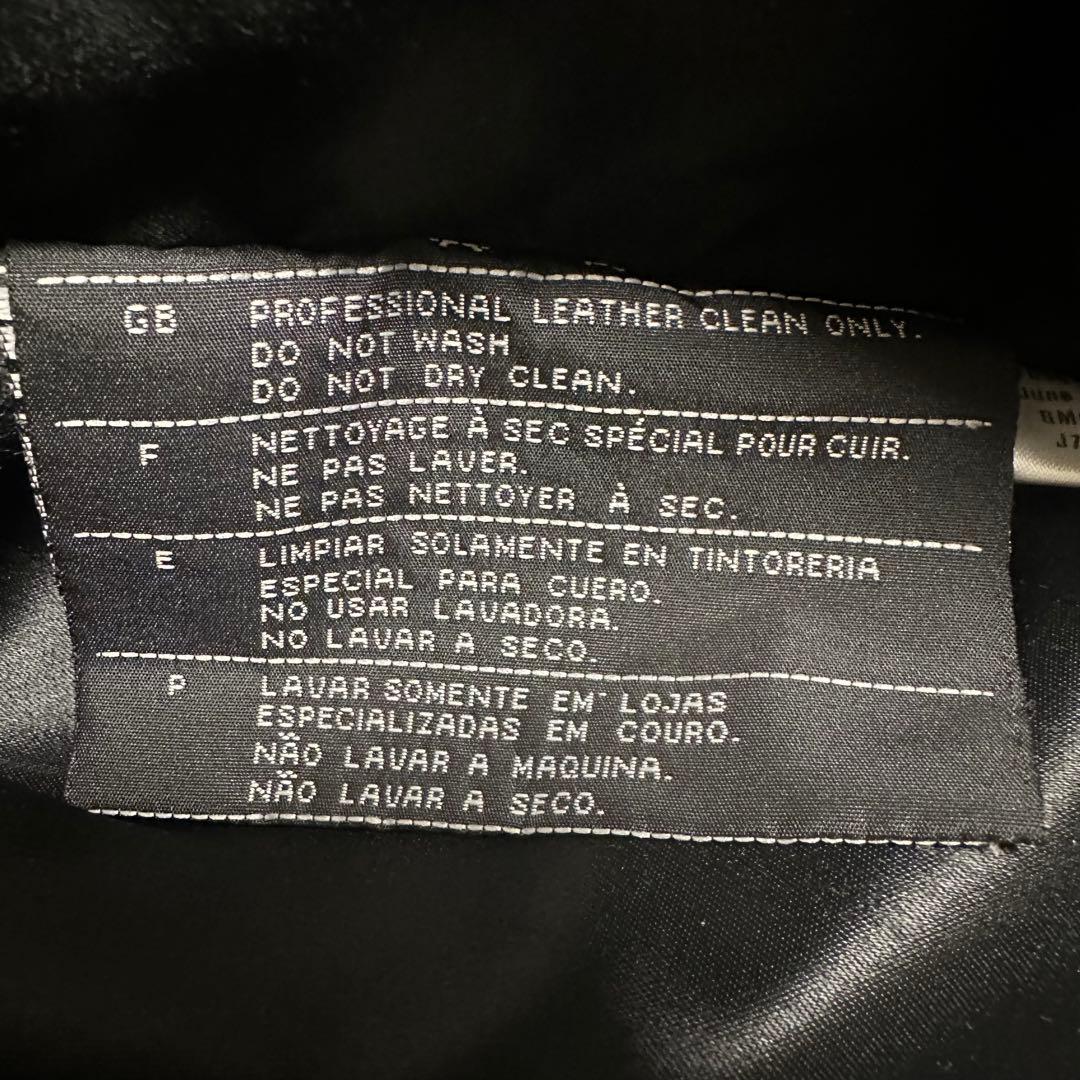 GB PROFESSIONAL LEATHER CLEAN ONLY.
DO NOT WASH
DO NOT DRY CLEAN.
F NETTOYAGE À SEC SPÉCIAL POUR CUIR.
NE PAS LAVER.
NE PAS NETTOYER À SEC.
E LIMPIAR SOLAMENTE EN TINTORERIA
ESPECIAL PARA CUERO.
NO USAR LAVADORA.
NO LAVAR A SECO.
P LAVAR SOMENTE EM LOJAS
ESPECIALIZADAS EM COURO.
NÃO LAVAR A MAQUINA.
NÃO LAVAR A SECO.